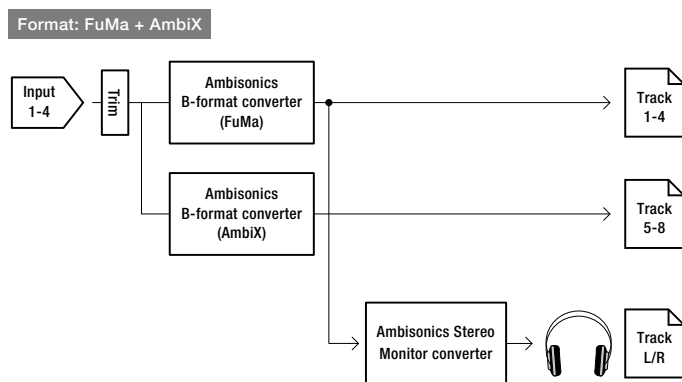 Format: FuMa + AmbiX
Input
1-4
Trim
Ambisonics
B-format converter
(FuMa)
Track
1-4
Ambisonics
B-format converter
(AmbiX)
Track
5-8
Ambisonics Stereo
Monitor converter
Track
L/R